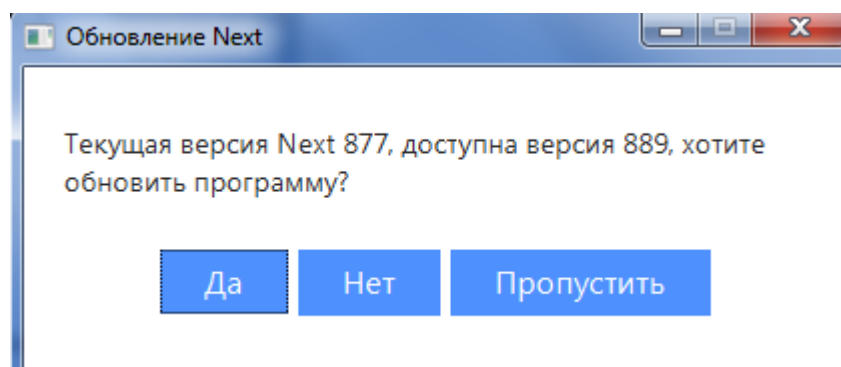 Обновление Next
Текущая версия Next 877, доступна версия 889, хотите
обновить программу?
Да Нет Пропустить